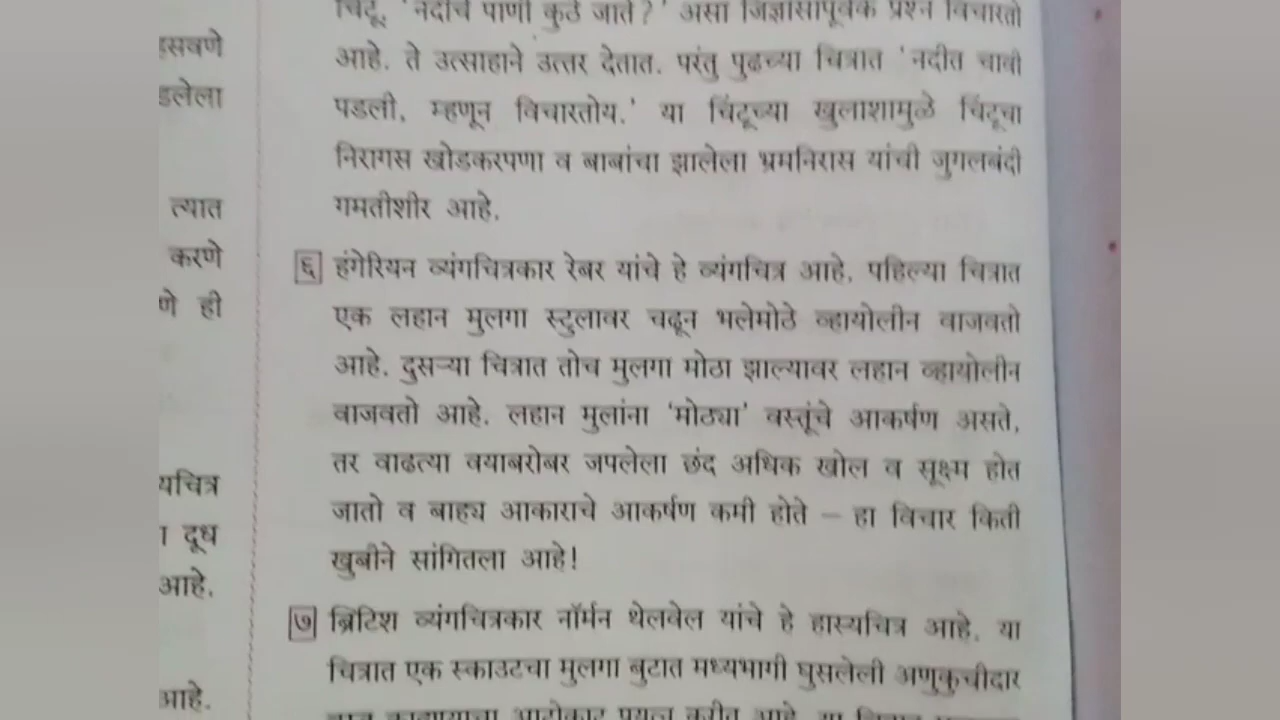 चिंटू, 'नदीचे पाणी कुठे जाते?' असा जिज्ञासापूर्वक प्रश्न विचारतो
आहे. ते उत्साहाने उत्तर देतात. परंतु पुढच्या चित्रात 'नदीत चावी
पडली, म्हणून विचारतोय.' या चिंटूच्या खुलाशामुळे चिंटूचा
निरागस खोडकरपणा व बाबांचा झालेला भ्रमनिरास यांची जुगलबंदी
गमतीशीर आहे.
६ हंगेरियन व्यंगचित्रकार रेबर यांचे हे व्यंगचित्र आहे. पहिल्या चित्रात
एक लहान मुलगा स्टुलावर चढून भलेमोठे व्हायोलीन वाजवतो
आहे. दुसऱ्या चित्रात तोच मुलगा मोठा झाल्यावर लहान व्हायोलीन
वाजवतो आहे. लहान मुलांना 'मोठ्या' वस्तूंचे आकर्षण असते,
तर वाढत्या वयाबरोबर जपलेला छंद अधिक खोल व सूक्ष्म होत
जातो व बाह्य आकाराचे आकर्षण कमी होते – हा विचार किती
खुबीने सांगितला आहे!
७ ब्रिटिश व्यंगचित्रकार नॉर्मन थेलवेल यांचे हे हास्यचित्र आहे. या
चित्रात एक स्काउटचा मुलगा बुटात मध्यभागी घुसलेली अणुकुचीदार
त्यात
करणे
ही
दूध
आहे.
आहे.